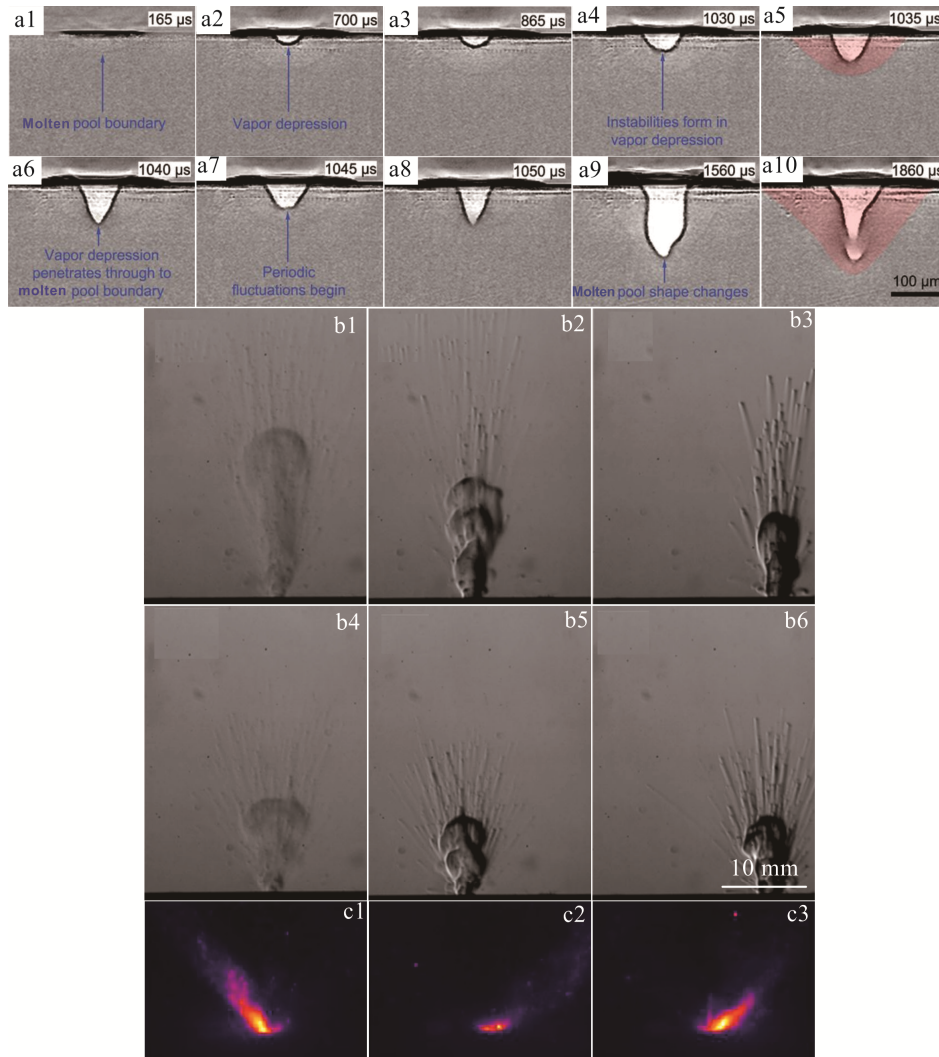 a1 165 µs
Molten pool boundary
a2 700 µs
Vapor depression
a3 865 µs
a4 1030 µs
Instabilities form in
vapor depression
a5 1035 µs
a6 1040 µs
Vapor depression
penetrates through to
molten pool boundary
a7 1045 µs
Periodic
fluctuations begin
a8 1050 µs
a9 1560 µs
Molten pool shape changes
a10 1860 µs
100 µm
b1
b2
b3
b4
b5
b6
10 mm
c1
c2
c3